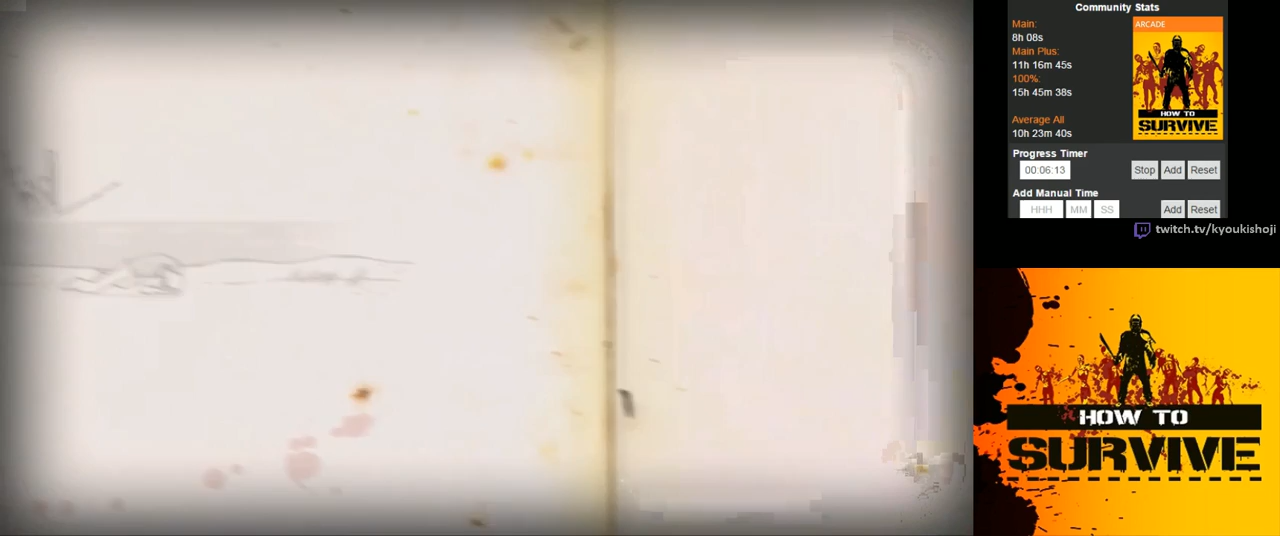 Community Stats
Main:
8h 08s
Main Plus:
11h 16m 45s
100%:
15h 45m 38s
Average All
10h 23m 40s
ARCADE
HOW TO
SURVIVE
Progress Timer
00:06:13
Stop
Add
Reset
Add Manual Time
HHH
MM
SS
Add
Reset
twitch.tv/kyoukishoji
HOW TO
SURVIVE